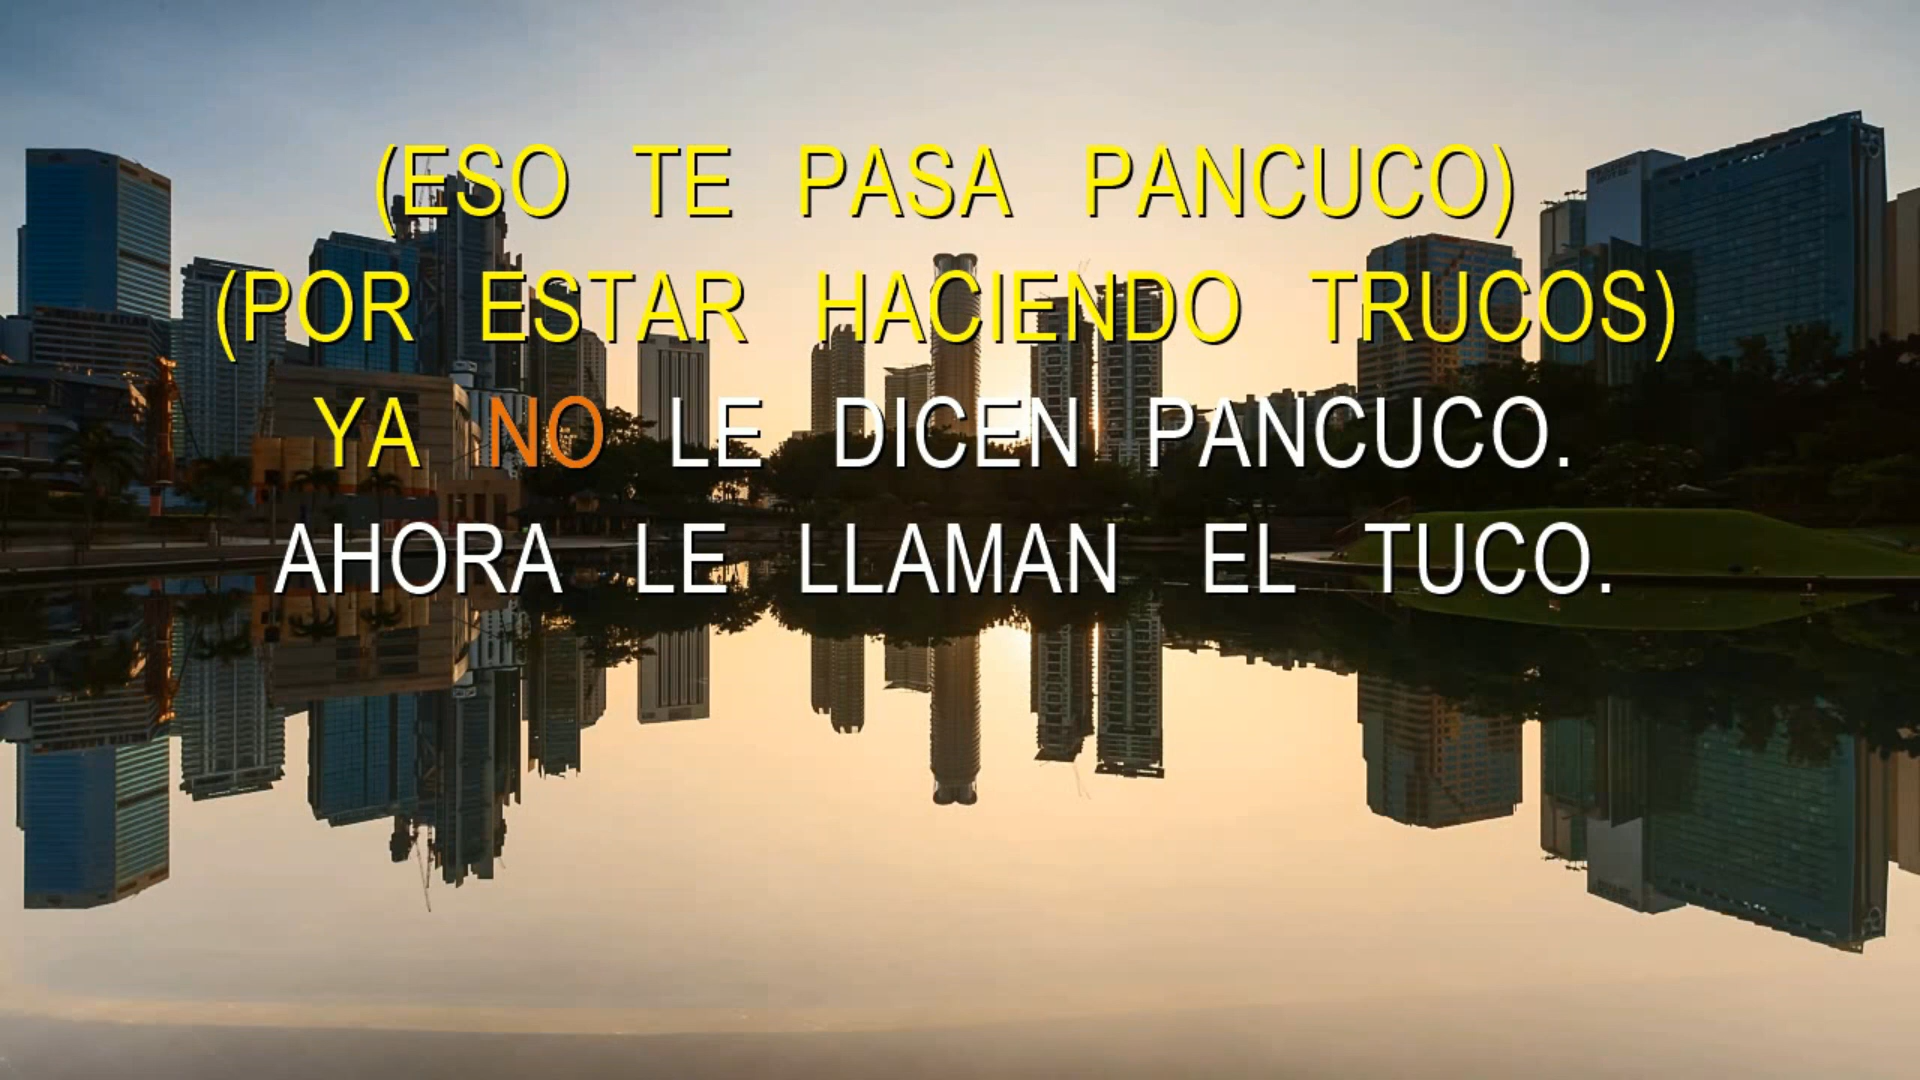 (ESO TE PASA PANCUCO)
(POR ESTAR HACIENDO TRUCOS)
YA NO LE DICEN PANCUCO.
AHORA LE LLAMAN EL TUCO.